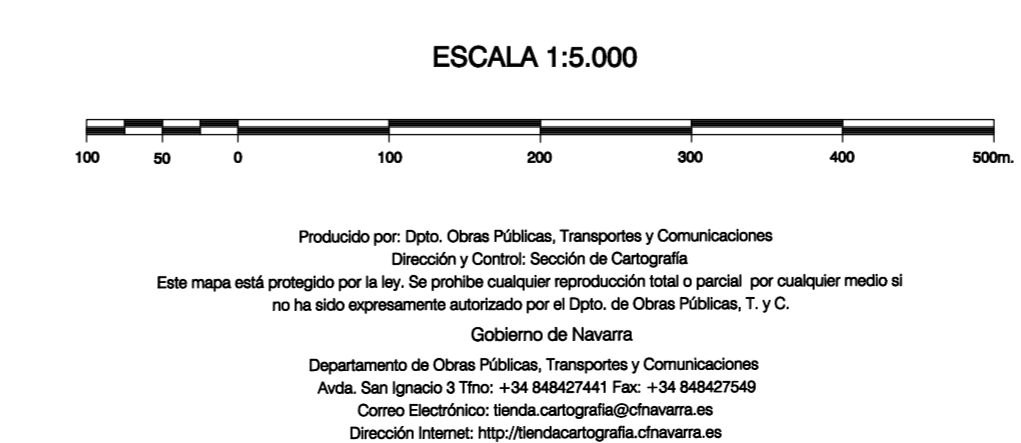 ESCALA 1:5.000
100 50 0 100 200 300 400 500m.
Producido por: Dpto. Obras Públicas, Transportes y Comunicaciones
Dirección y Control: Sección de Cartografía
Este mapa está protegido por la ley. Se prohibe cualquier reproducción total o parcial por cualquier medio si
no ha sido expresamente autorizado por el Dpto. de Obras Públicas, T. y C.
Gobierno de Navarra
Departamento de Obras Públicas, Transportes y Comunicaciones
Avda. San Ignacio 3 Tfno: +34 848427441 Fax: +34 848427549
Correo Electrónico: tienda.cartografia@cfnavarra.es
Dirección Internet: http://tiendacartografia.cfnavarra.es